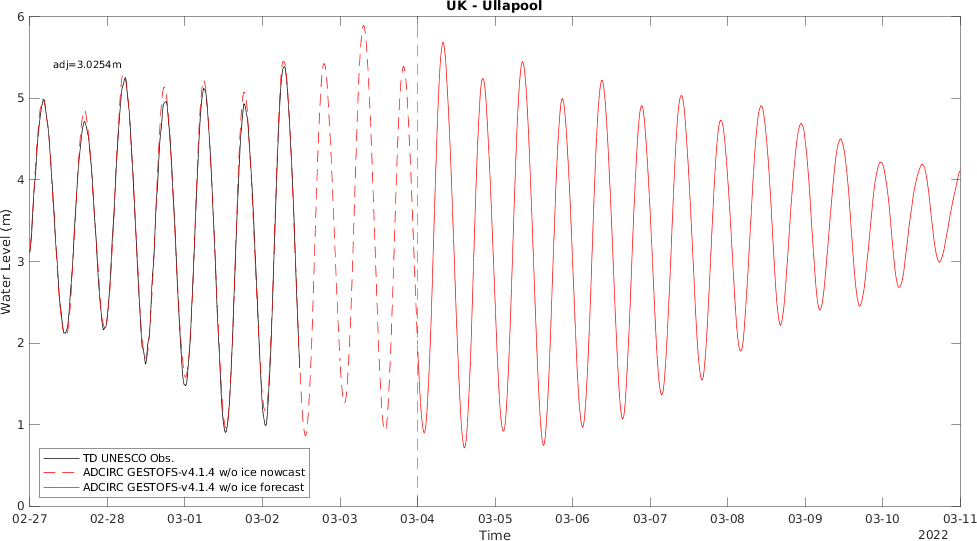 UK - Ullapool
adj=3.0254m
Water Level (m)
6
5
4
3
2
1
0
TD UNESCO Obs.
ADCIRC GESTOFS-v4.1.4 w/o ice nowcast
ADCIRC GESTOFS-v4.1.4 w/o ice forecast
02-27 02-28 03-01 03-02 03-03 03-04 03-05 03-06 03-07 03-08 03-09 03-10 03-11
Time
2022